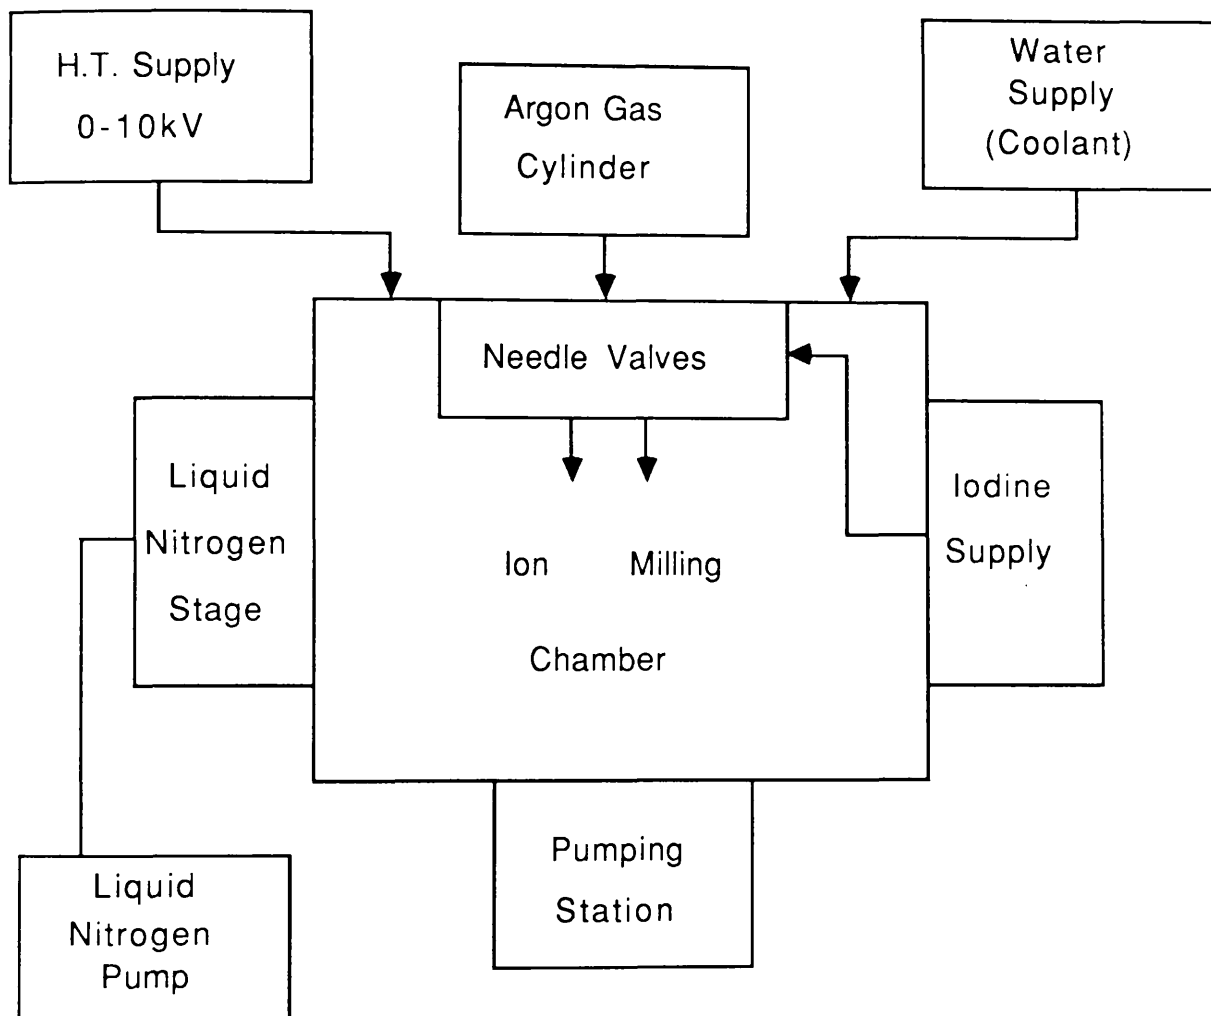 H.T. Supply
0-10kV
Argon Gas
Cylinder
Water
Supply
(Coolant)
Needle Valves
Liquid
Nitrogen
Stage
Ion Milling
Chamber
Iodine
Supply
Pumping
Station
Liquid
Nitrogen
Pump